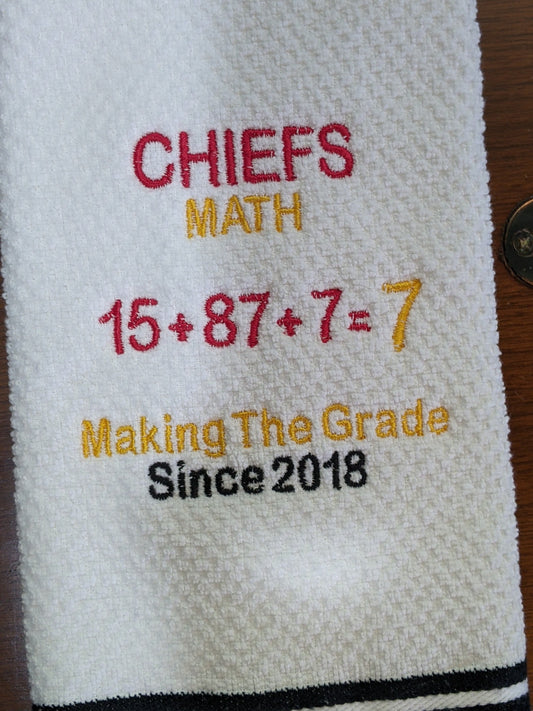 CHIEFS
MATH
15+87+7=7
Making The Grade
Since 2018